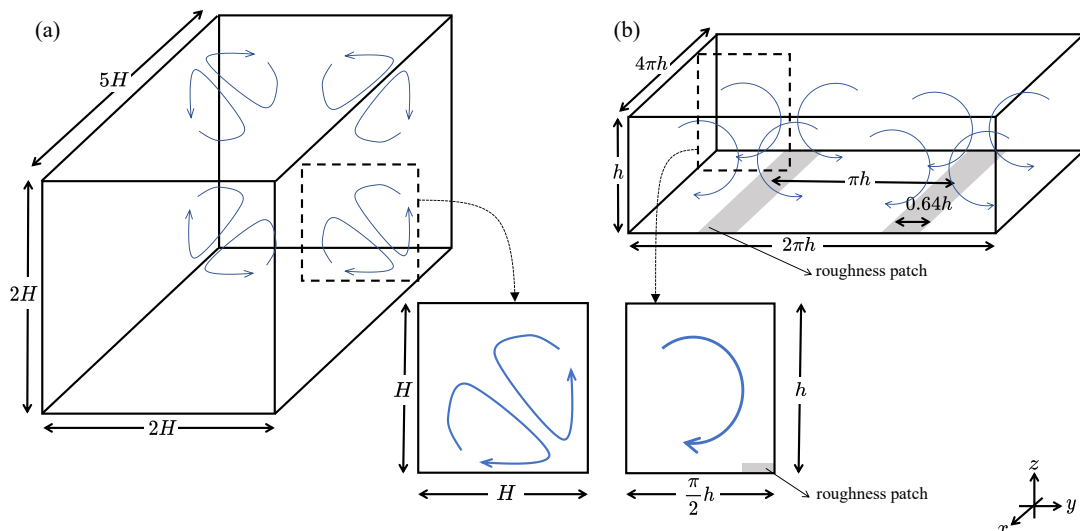 (a)
(b)
5H
4πh
2H
h
πh
0.64h
2πh
roughness patch
2H
H
H
h
π/2 h
roughness patch
z
y
x